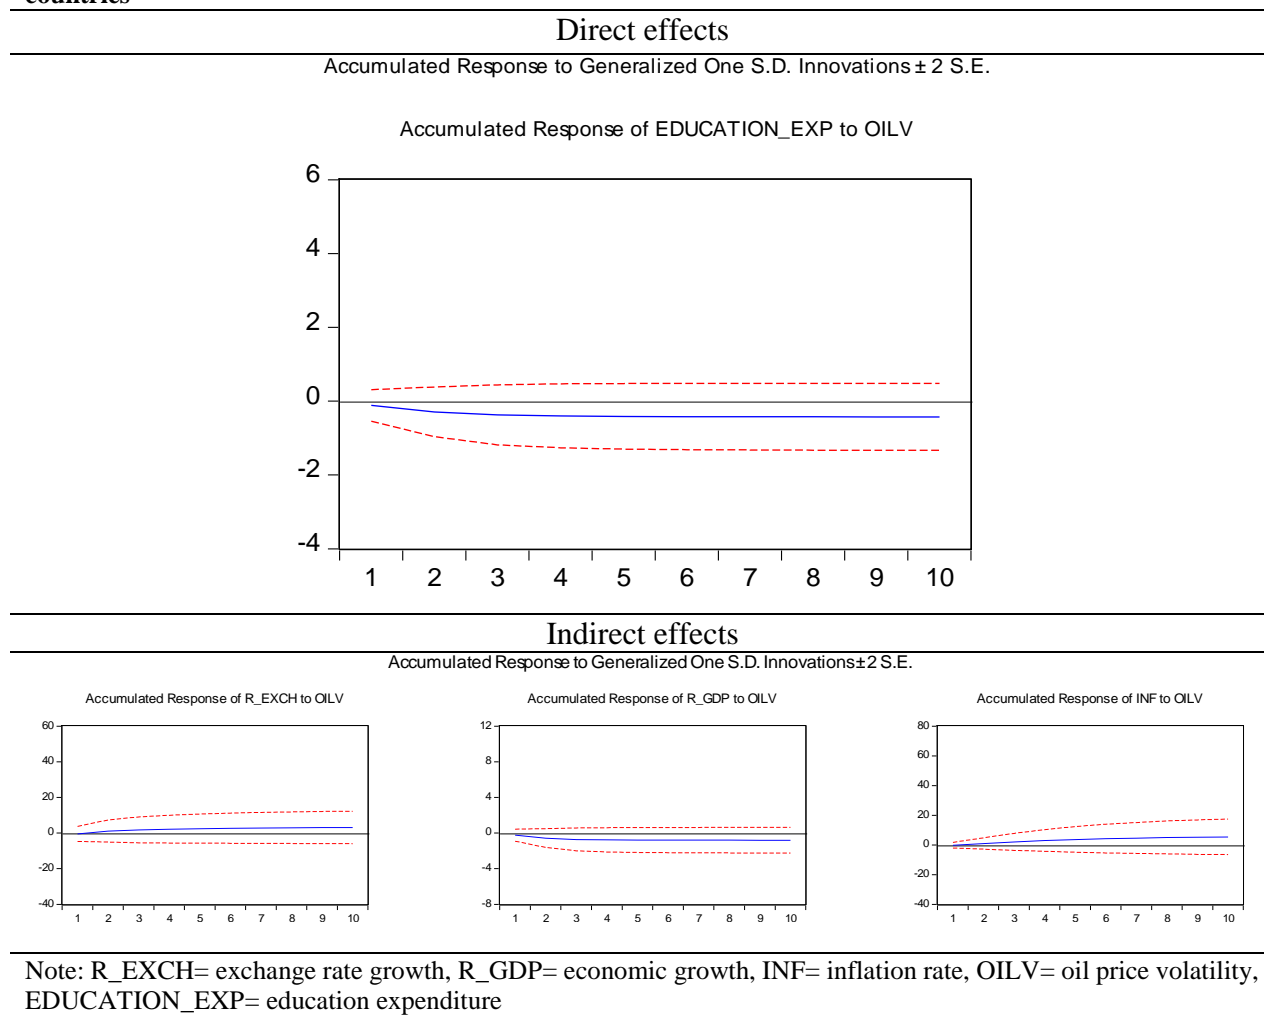 countries
Direct effects
Accumulated Response to Generalized One S.D. Innovations ± 2 S.E.
Accumulated Response of EDUCATION_EXP to OILV
6
4
2
0
-2
-4
1 2 3 4 5 6 7 8 9 10
Indirect effects
Accumulated Response to Generalized One S.D. Innovations ± 2 S.E.
Accumulated Response of R_EXCH to OILV
60
40
20
0
-20
-40
1 2 3 4 5 6 7 8 9 10
Accumulated Response of R_GDP to OILV
12
8
4
0
-4
-8
1 2 3 4 5 6 7 8 9 10
Accumulated Response of INF to OILV
80
60
40
20
0
-20
-40
1 2 3 4 5 6 7 8 9 10
Note: R_EXCH= exchange rate growth, R_GDP= economic growth, INF= inflation rate, OILV= oil price volatility,
EDUCATION_EXP= education expenditure